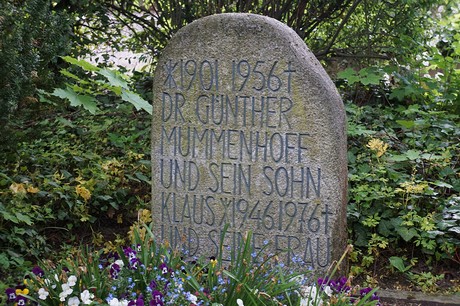 * 1901 1956 †
DR GÜNTHER
MUMMENHOFF
UND SEIN SOHN
KLAUS * 1946 1976 †
UND SEINE FRAU